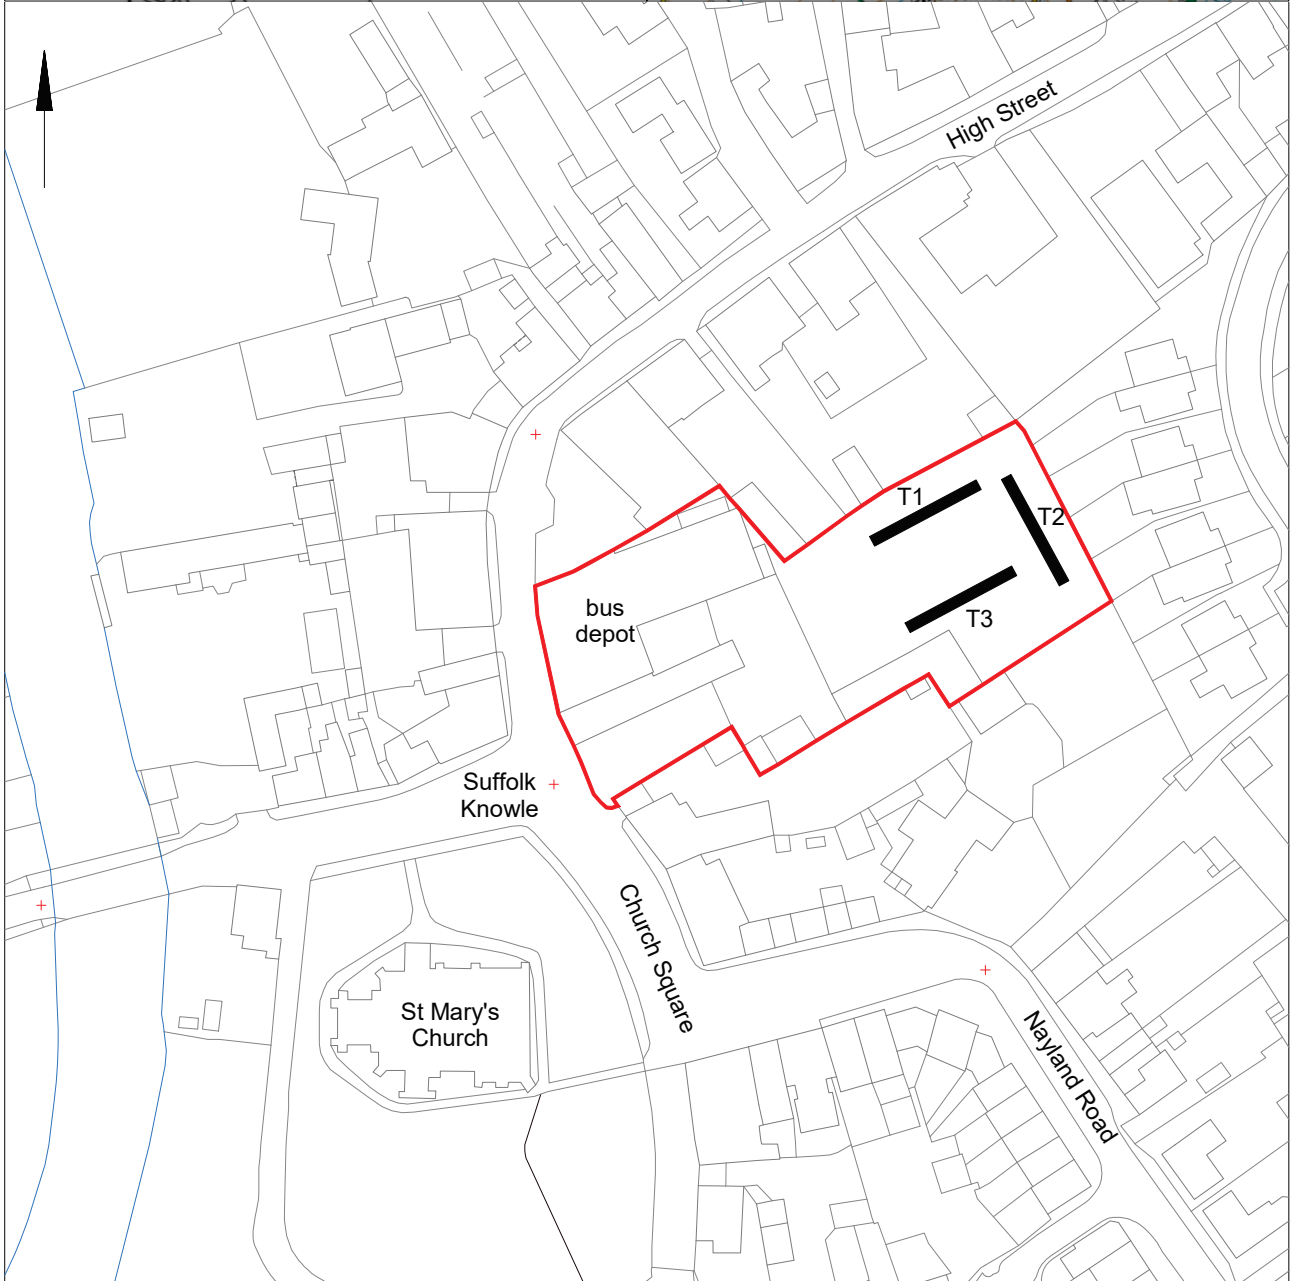 High Street
T1
T2
bus
depot
T3
Suffolk
Knowle
Church Square
St Mary's
Church
Nayland Road